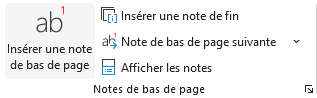 ab¹
Insérer une note
de bas de page
Insérer une note de fin
ab Note de bas de page suivante
Afficher les notes
Notes de bas de page